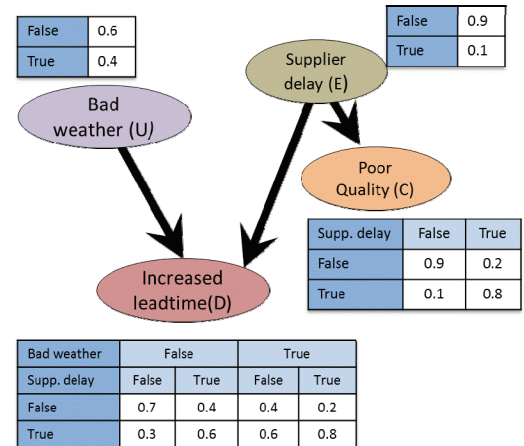 False 0.6
True 0.4
False 0.9
True 0.1
Supplier
delay (E)
Bad
weather (U)
Poor
Quality (C)
Supp. delay False True
False 0.9 0.2
True 0.1 0.8
Increased
leadtime(D)
Bad weather False True
Supp. delay False True False True
False 0.7 0.4 0.4 0.2
True 0.3 0.6 0.6 0.8